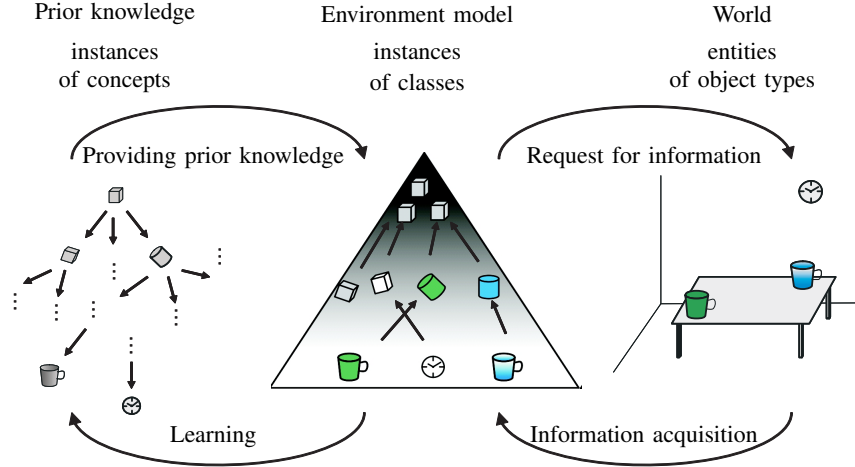 Prior knowledge
Environment model
World
instances
of concepts
instances
of classes
entities
of object types
Providing prior knowledge
Request for information
Learning
Information acquisition